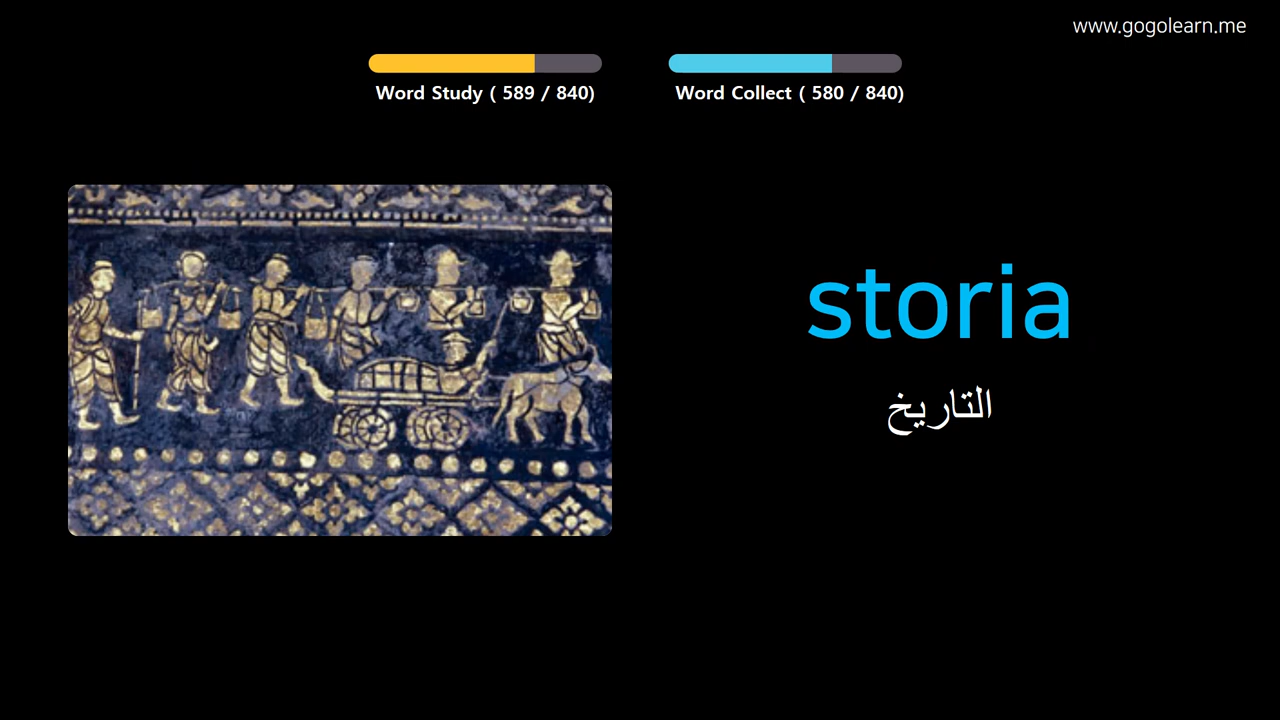 www.gogolearn.me
Word Study ( 589 / 840)
Word Collect ( 580 / 840)
storia
التاريخ